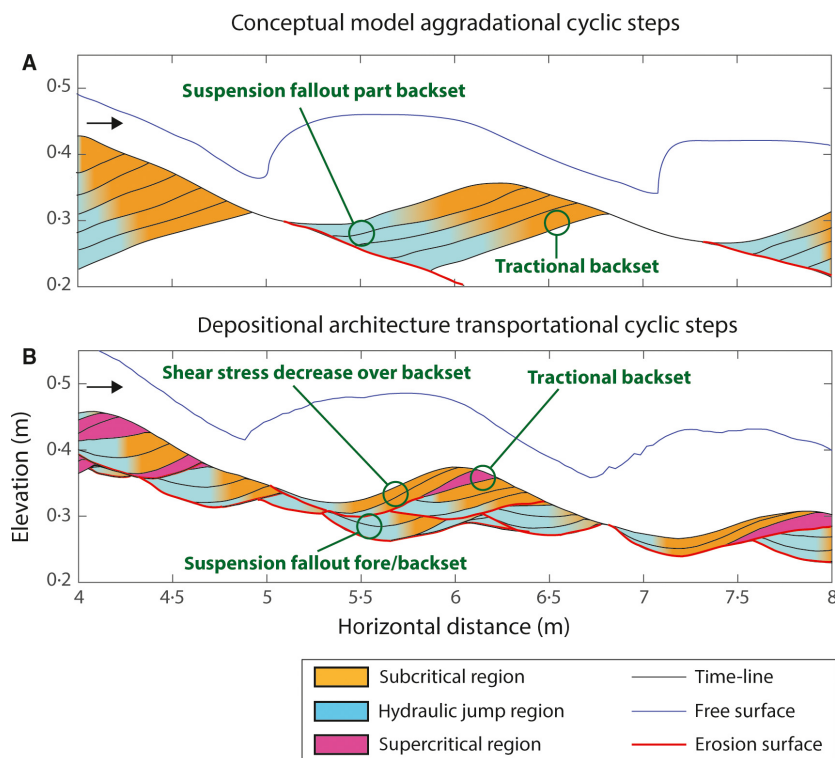 Conceptual model aggradational cyclic steps
A
Suspension fallout part backset
Tractional backset
0·5
0·4
0·3
0·2
Depositional architecture transportational cyclic steps
B
Shear stress decrease over backset
Tractional backset
Suspension fallout fore/backset
0·5
0·4
0·3
0·2
Elevation (m)
4 4·5 5 5·5 6 6·5 7 7·5 8
Horizontal distance (m)
Subcritical region
Hydraulic jump region
Supercritical region
Time-line
Free surface
Erosion surface